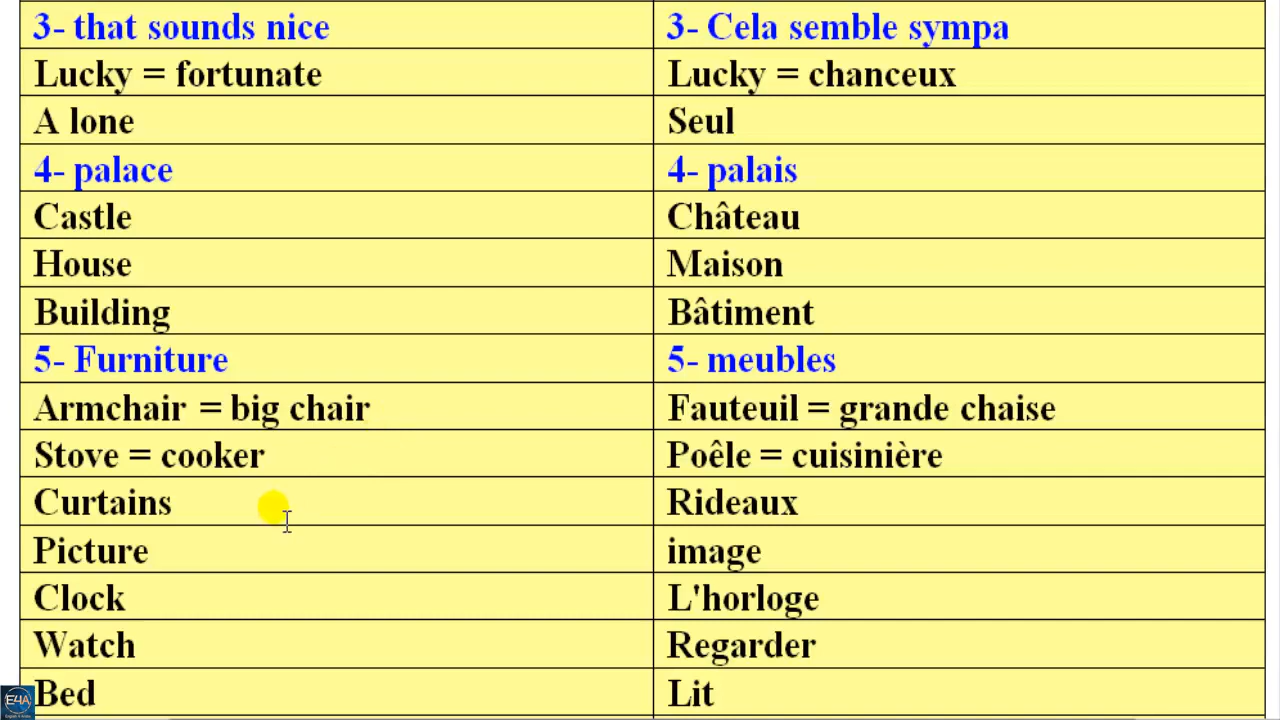 3- that sounds nice
3- Cela semble sympa
Lucky = fortunate
Lucky = chanceux
A lone
Seul
4- palace
4- palais
Castle
Château
House
Maison
Building
Bâtiment
5- Furniture
5- meubles
Armchair = big chair
Fauteuil = grande chaise
Stove = cooker
Poêle = cuisinière
Curtains
Rideaux
Picture
image
Clock
L'horloge
Watch
Regarder
Bed
Lit
E4A